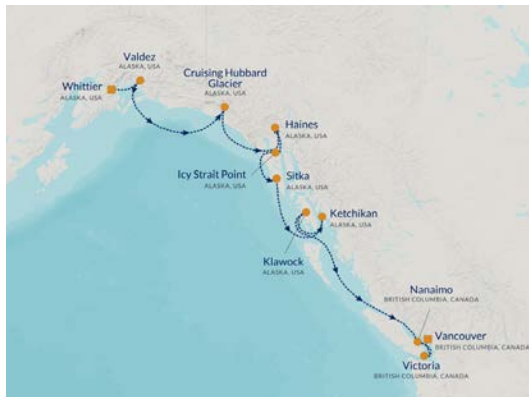 Valdez
ALASKA, USA
Whittier
ALASKA, USA
Cruising Hubbard
Glacier
ALASKA, USA
Haines
ALASKA, USA
Icy Strait Point
ALASKA, USA
Sitka
ALASKA, USA
Ketchikan
ALASKA, USA
Klawock
ALASKA, USA
Nanaimo
BRITISH COLUMBIA, CANADA
Vancouver
BRITISH COLUMBIA, CANADA
Victoria
BRITISH COLUMBIA, CANADA